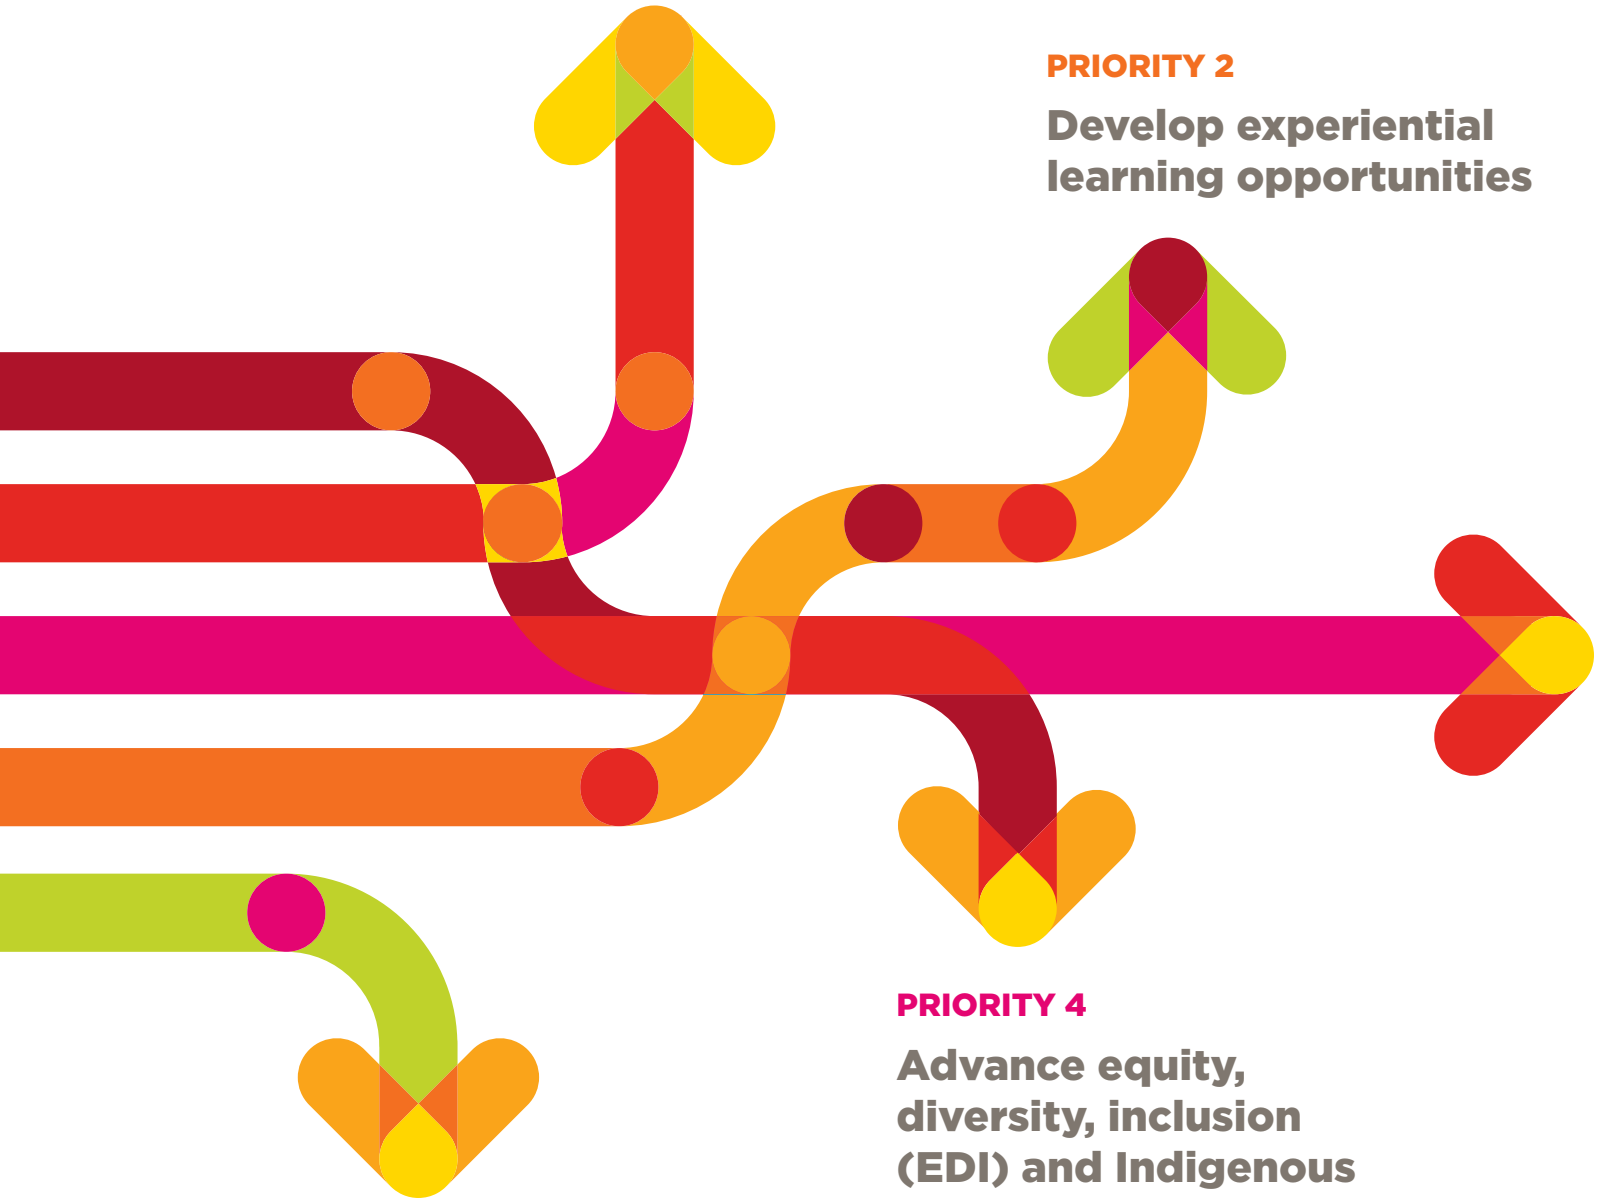 PRIORITY 2
Develop experiential
learning opportunities
PRIORITY 4
Advance equity,
diversity, inclusion
(EDI) and Indigenous